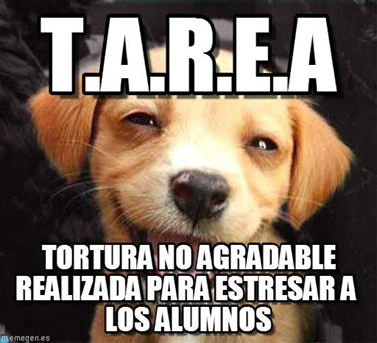 T.A.R.E.A
TORTURA NO AGRADABLE
REALIZADA PARA ESTRESAR A
LOS ALUMNOS
memegen.es